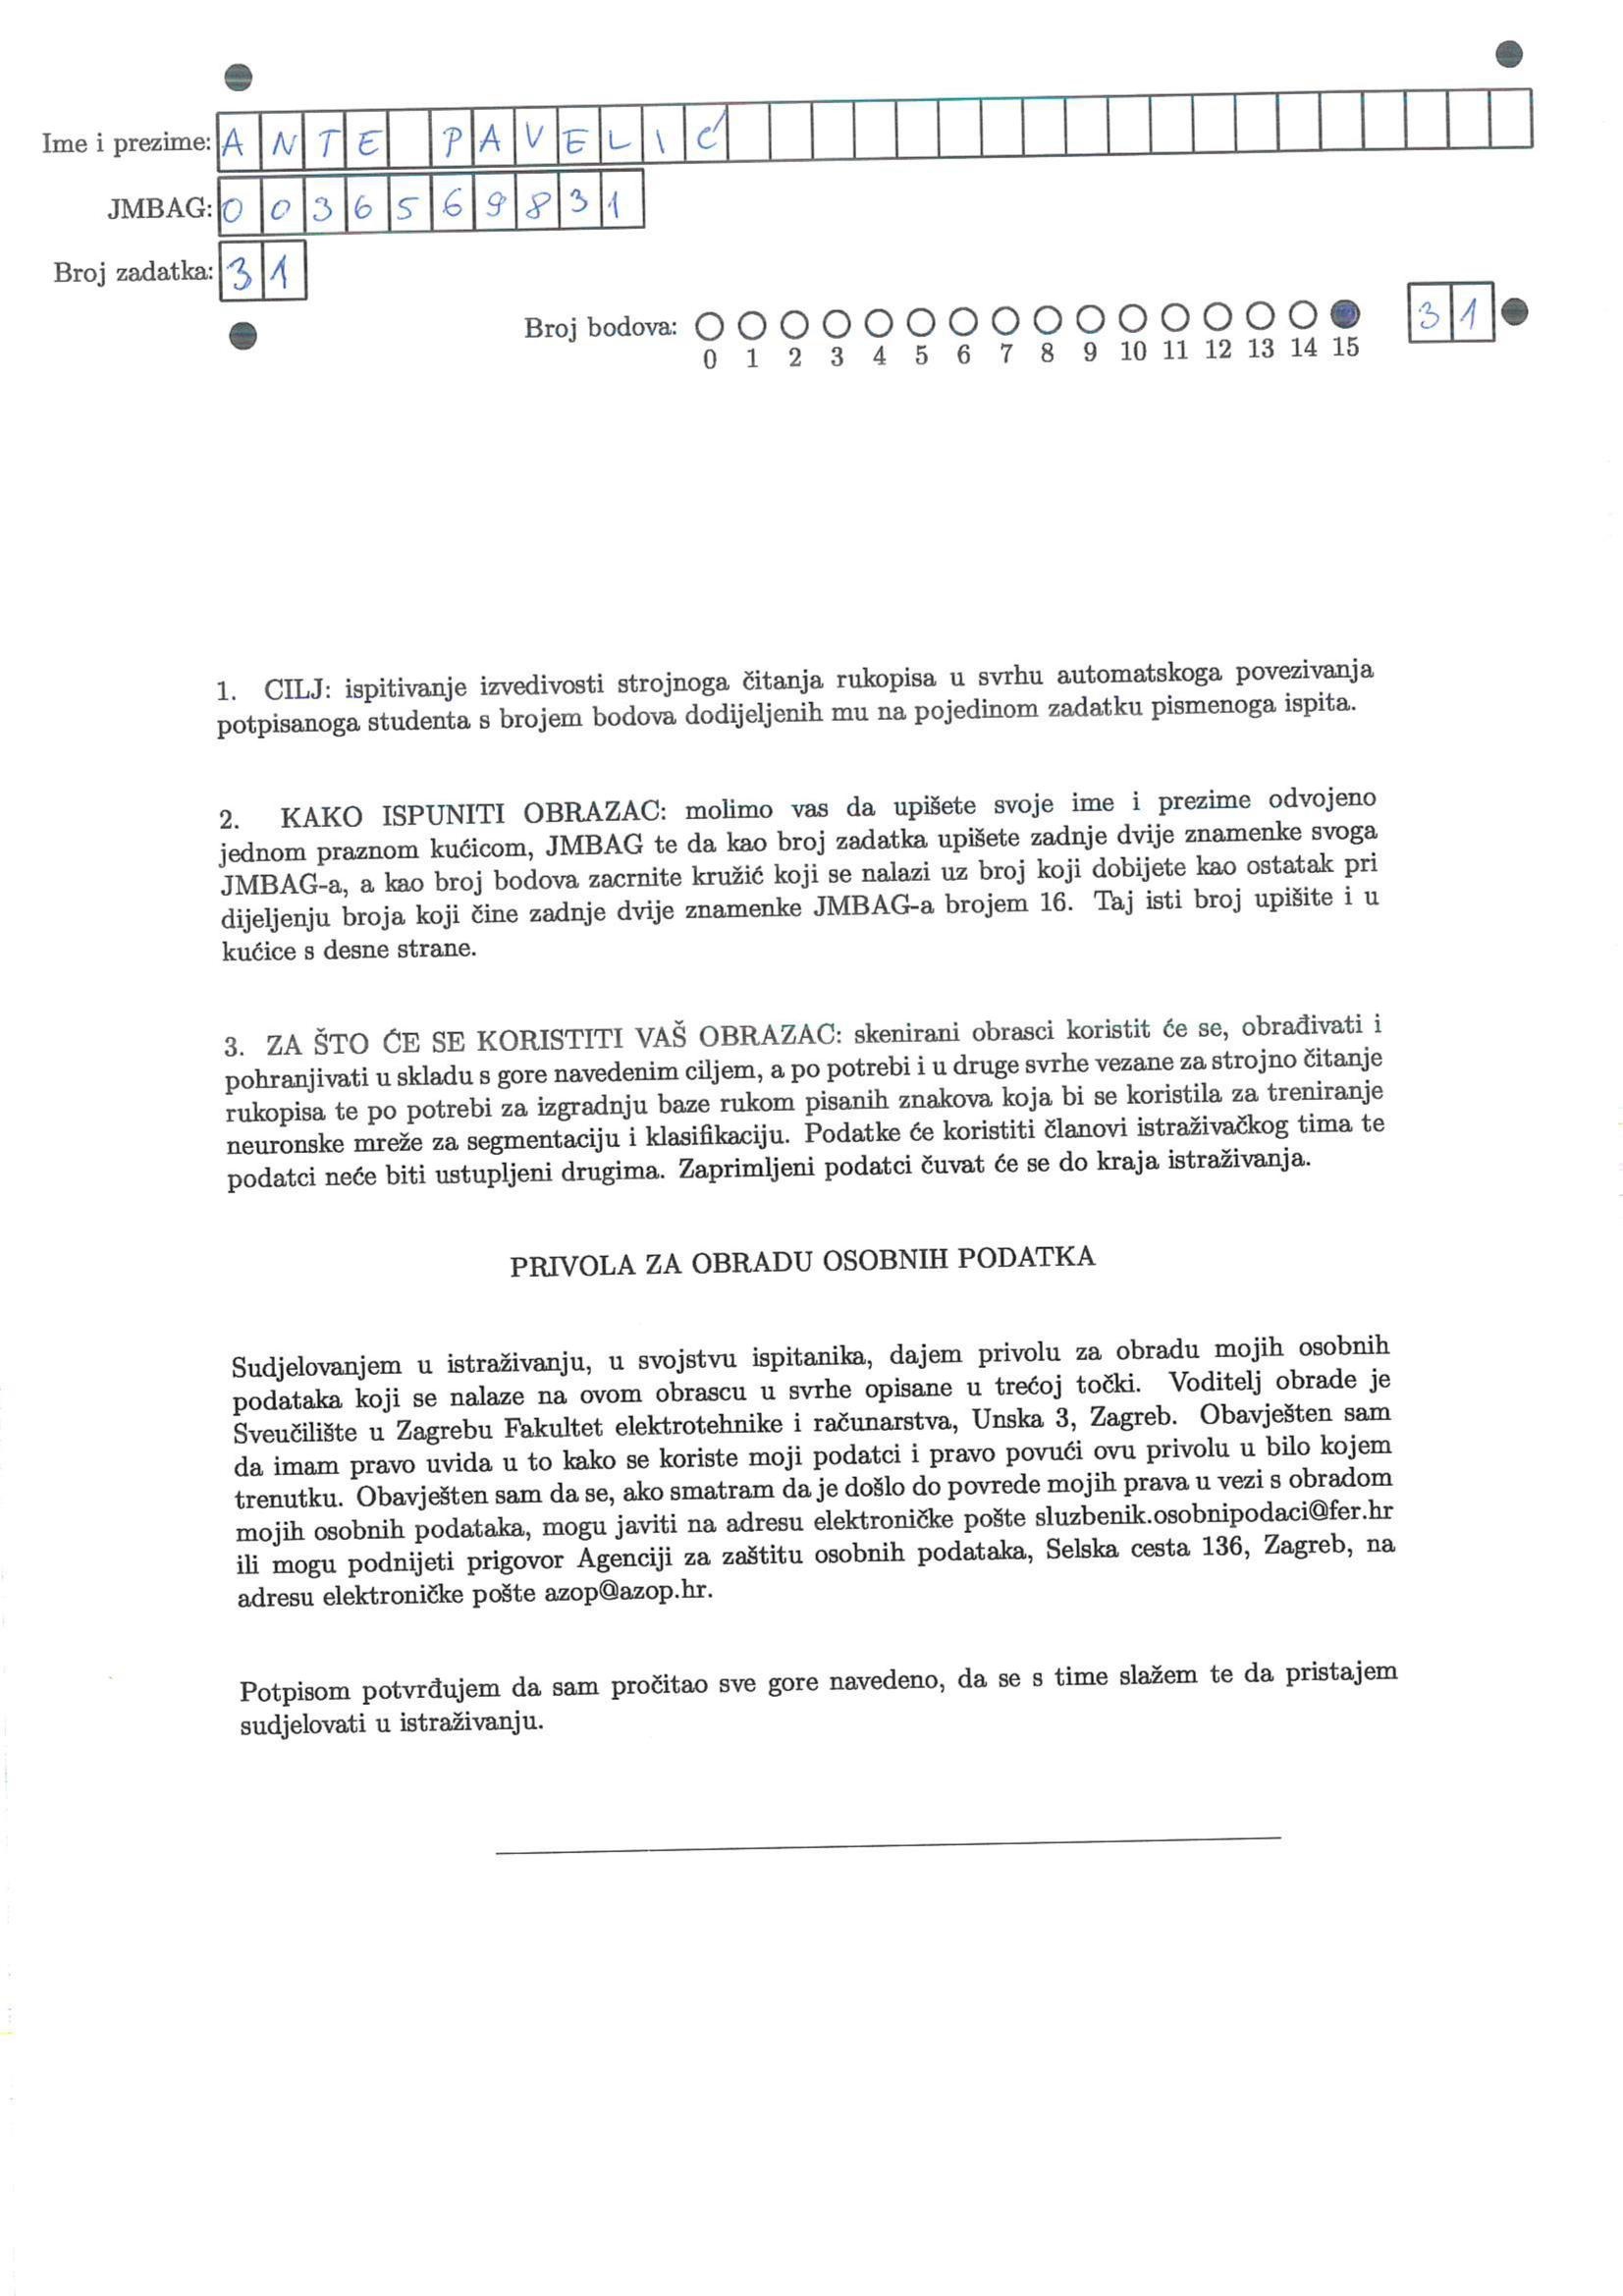 Ime i prezime: ANTE PAVELIĆ
JMBAG: 0036569831
Broj zadatka: 31
Broj bodova: 31
0 1 2 3 4 5 6 7 8 9 10 11 12 13 14 15
1. CILJ: ispitivanje izvedivosti strojnoga čitanja rukopisa u svrhu automatskoga povezivanja
potpisanoga studenta s brojem bodova dodijeljenih mu na pojedinom zadatku pismenoga ispita.
2. KAKO ISPUNITI OBRAZAC: molimo vas da upišete svoje ime i prezime odvojeno
jednom praznom kućicom, JMBAG te da kao broj zadatka upišete zadnje dvije znamenke svoga
JMBAG-a, a kao broj bodova zacrnite kružić koji se nalazi uz broj koji dobijete kao ostatak pri
dijeljenju broja koji čine zadnje dvije znamenke JMBAG-a brojem 16. Taj isti broj upišite i u
kućice s desne strane.
3. ZA ŠTO ĆE SE KORISTITI VAŠ OBRAZAC: skenirani obrasci koristit će se, obrađivati i
pohranjivati u skladu s gore navedenim ciljem, a po potrebi i u druge svrhe vezane za strojno čitanje
rukopisa te po potrebi za izgradnju baze rukom pisanih znakova koja bi se koristila za treniranje
neuronske mreže za segmentaciju i klasifikaciju. Podatke će koristiti članovi istraživačkog tima te
podatci neće biti ustupljeni drugima. Zaprimljeni podatci čuvat će se do kraja istraživanja.
PRIVOLA ZA OBRADU OSOBNIH PODATKA
Sudjelovanjem u istraživanju, u svojstvu ispitanika, dajem privolu za obradu mojih osobnih
podataka koji se nalaze na ovom obrascu u svrhe opisane u trećoj točki. Voditelj obrade je
Sveučilište u Zagrebu Fakultet elektrotehnike i računarstva, Unska 3, Zagreb. Obavješten sam
da imam pravo uvida u to kako se koriste moji podatci i pravo povući ovu privolu u bilo kojem
trenutku. Obavješten sam da se, ako smatram da je došlo do povrede mojih prava u vezi s obradom
mojih osobnih podataka, mogu javiti na adresu elektroničke pošte sluzbenik.osobnipodaci@fer.hr
ili mogu podnijeti prigovor Agenciji za zaštitu osobnih podataka, Selska cesta 136, Zagreb, na
adresu elektroničke pošte azop@azop.hr.
Potpisom potvrđujem da sam pročitao sve gore navedeno, da se s time slažem te da pristajem
sudjelovati u istraživanju.